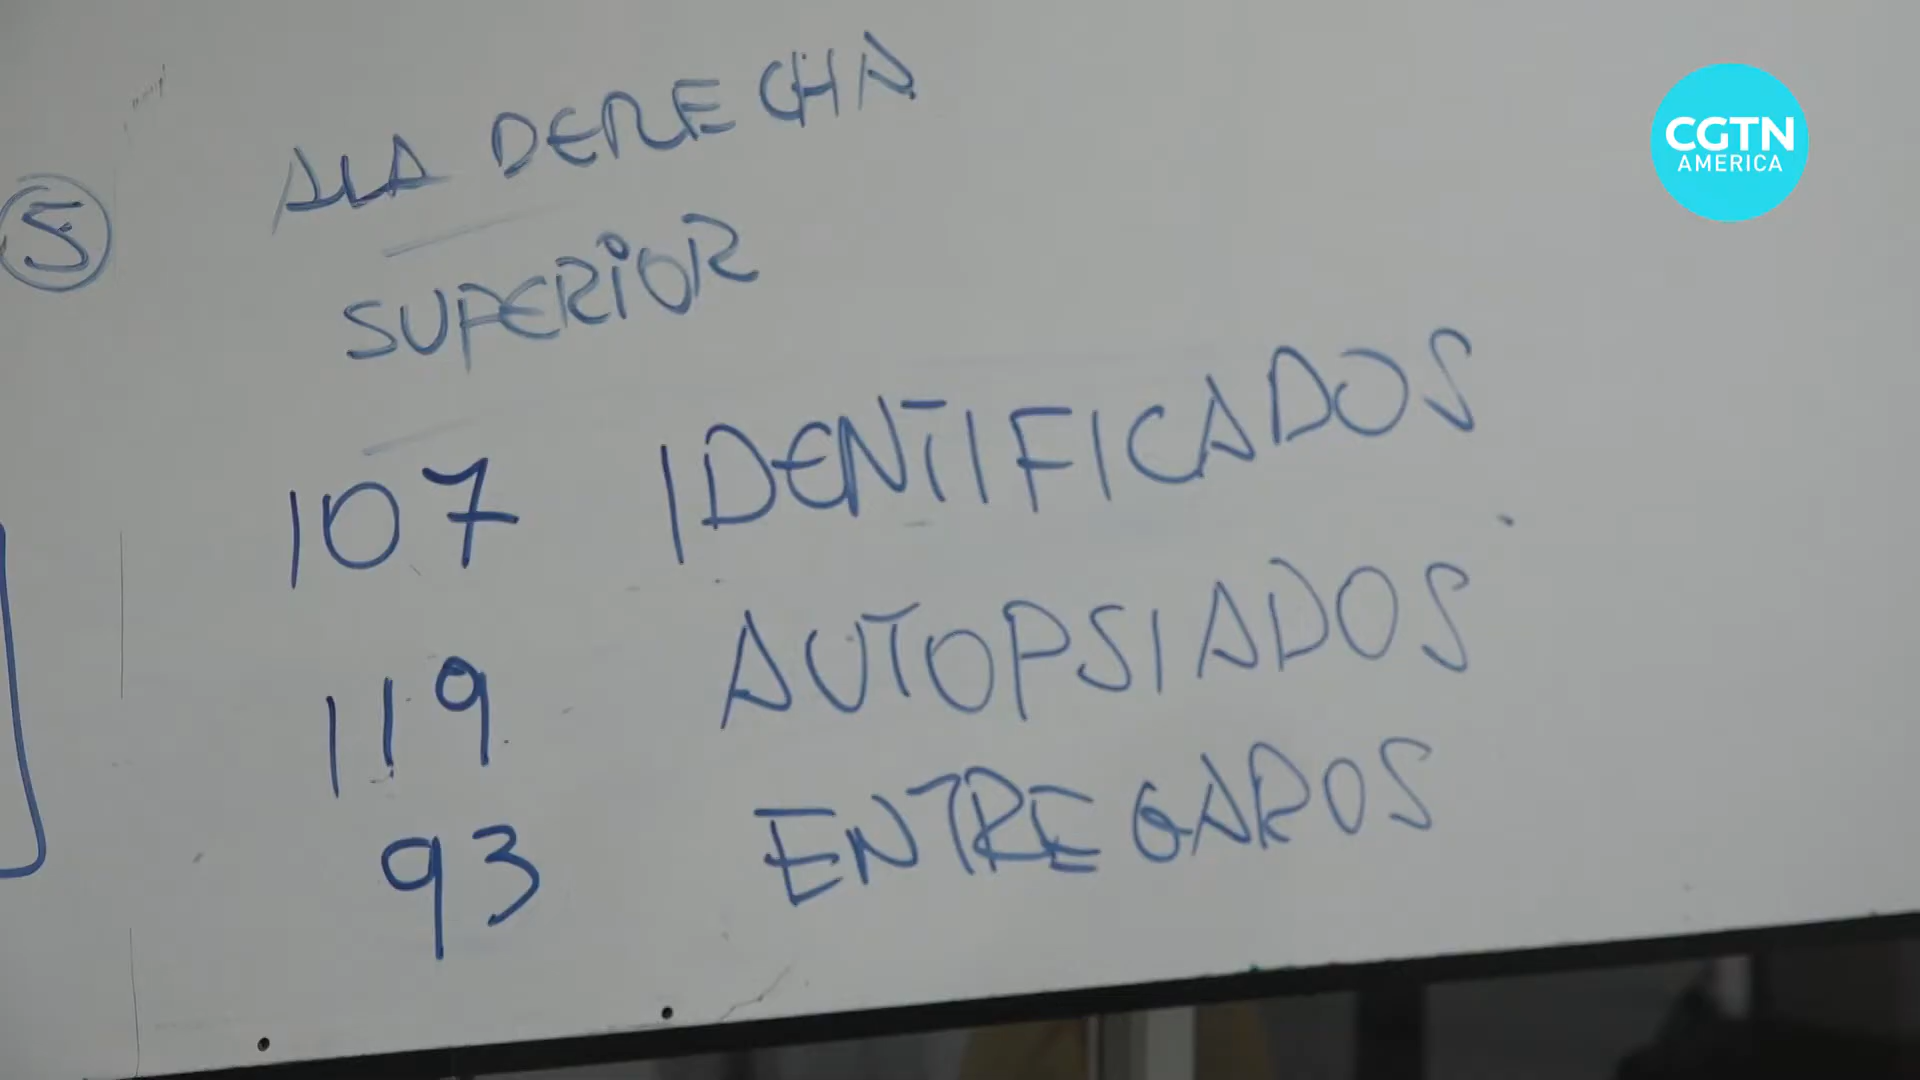 CGTN
AMERICA
5
ALA DERECHA
SUPERIOR
107 IDENTIFICADOS
119 AUTOPSIADOS
93 ENTREGADOS